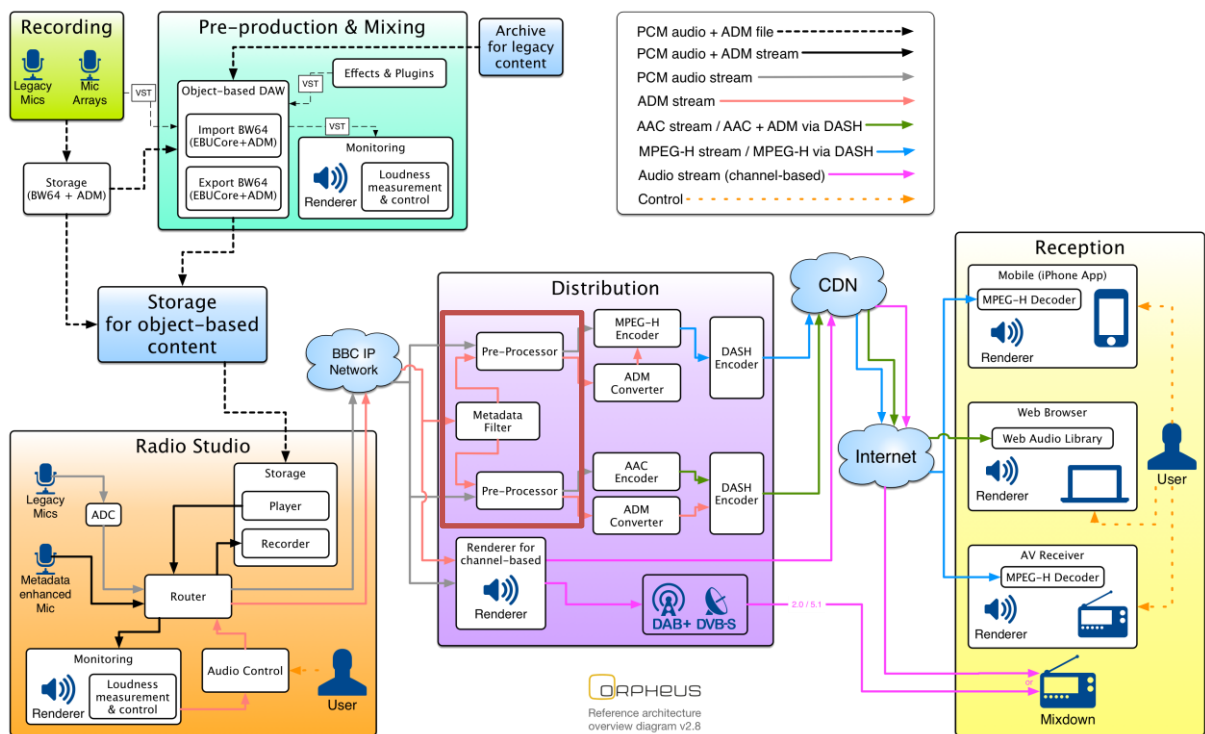 Recording
Legacy
Mics
Mic
Arrays
VST
Storage
(BW64 + ADM)
Pre-production & Mixing
Object-based DAW
Import BW64
(EBUCore+ADM)
Export BW64
(EBUCore+ADM)
VST
Effects & Plugins
VST
Monitoring
Renderer
Loudness
measurement
& control
Archive
for legacy
content
PCM audio + ADM file
PCM audio + ADM stream
PCM audio stream
ADM stream
AAC stream / AAC + ADM via DASH
MPEG-H stream / MPEG-H via DASH
Audio stream (channel-based)
Control
Storage
for object-based
content
Radio Studio
Legacy
Mics
ADC
Metadata
enhanced
Mic
Storage
Player
Recorder
Router
Monitoring
Renderer
Loudness
measurement
& control
Audio Control
User
BBC IP
Network
Distribution
Pre-Processor
Metadata
Filter
Pre-Processor
MPEG-H
Encoder
ADM
Converter
DASH
Encoder
AAC
Encoder
ADM
Converter
DASH
Encoder
Renderer for
channel-based
Renderer
DAB+
DVB-S
2.0 / 5.1
CDN
Internet
Reception
Mobile (iPhone App)
MPEG-H Decoder
Renderer
Web Browser
Web Audio Library
Renderer
AV Receiver
MPEG-H Decoder
Renderer
User
or
Mixdown
ORPHEUS
Reference architecture
overview diagram v2.8